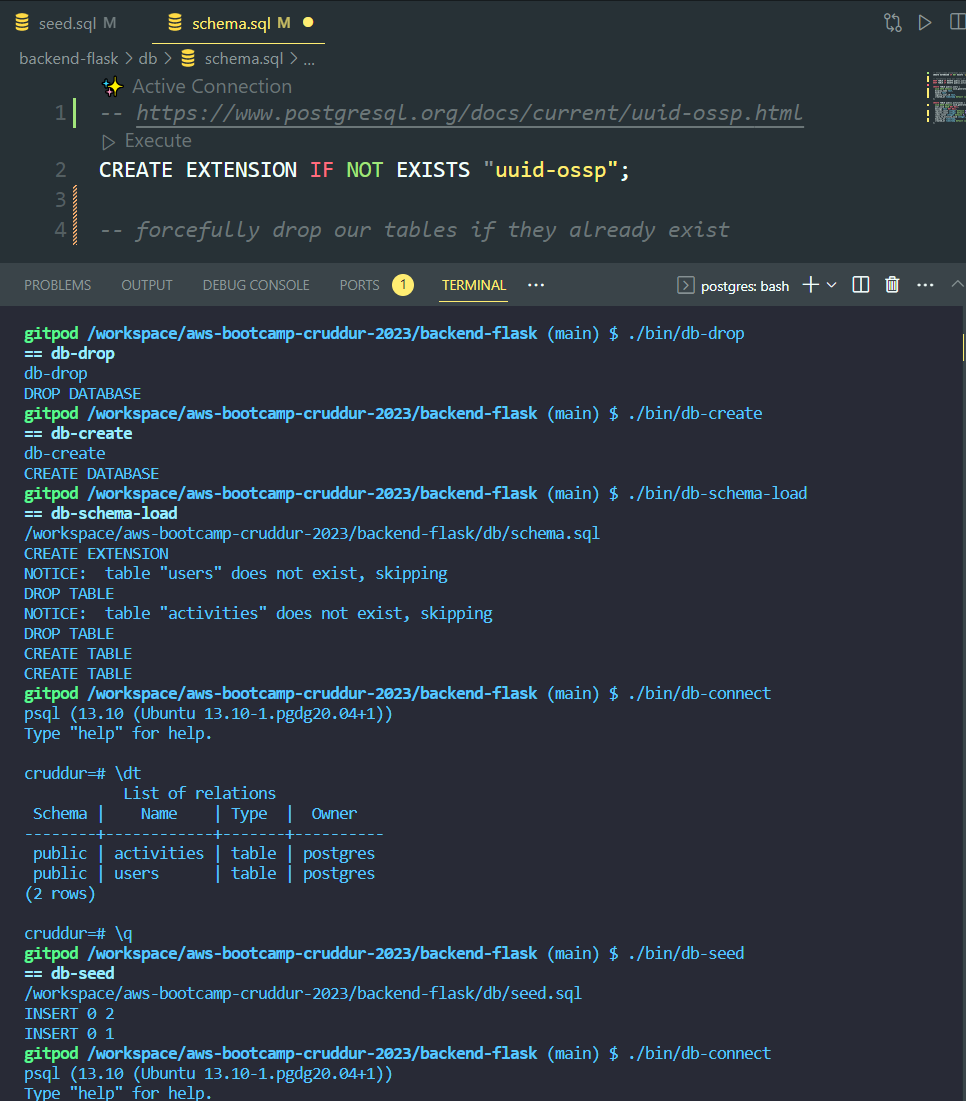 seed.sql M schema.sql M
backend-flask > db > schema.sql > ...
Active Connection
1 -- https://www.postgresql.org/docs/current/uuid-ossp.html
Execute
2 CREATE EXTENSION IF NOT EXISTS "uuid-ossp";
3
4 -- forcefully drop our tables if they already exist
PROBLEMS OUTPUT DEBUG CONSOLE PORTS 1 TERMINAL ... postgres: bash
gitpod /workspace/aws-bootcamp-cruddur-2023/backend-flask (main) $ ./bin/db-drop
== db-drop
db-drop
DROP DATABASE
gitpod /workspace/aws-bootcamp-cruddur-2023/backend-flask (main) $ ./bin/db-create
== db-create
db-create
CREATE DATABASE
gitpod /workspace/aws-bootcamp-cruddur-2023/backend-flask (main) $ ./bin/db-schema-load
== db-schema-load
/workspace/aws-bootcamp-cruddur-2023/backend-flask/db/schema.sql
CREATE EXTENSION
NOTICE:  table "users" does not exist, skipping
DROP TABLE
NOTICE:  table "activities" does not exist, skipping
DROP TABLE
CREATE TABLE
CREATE TABLE
gitpod /workspace/aws-bootcamp-cruddur-2023/backend-flask (main) $ ./bin/db-connect
psql (13.10 (Ubuntu 13.10-1.pgdg20.04+1))
Type "help" for help.
cruddur=# \dt
List of relations
Schema |    Name    | Type  |  Owner
--------+------------+-------+----------
public | activities | table | postgres
public | users      | table | postgres
(2 rows)
cruddur=# \q
gitpod /workspace/aws-bootcamp-cruddur-2023/backend-flask (main) $ ./bin/db-seed
== db-seed
/workspace/aws-bootcamp-cruddur-2023/backend-flask/db/seed.sql
INSERT 0 2
INSERT 0 1
gitpod /workspace/aws-bootcamp-cruddur-2023/backend-flask (main) $ ./bin/db-connect
psql (13.10 (Ubuntu 13.10-1.pgdg20.04+1))
Type "help" for help.